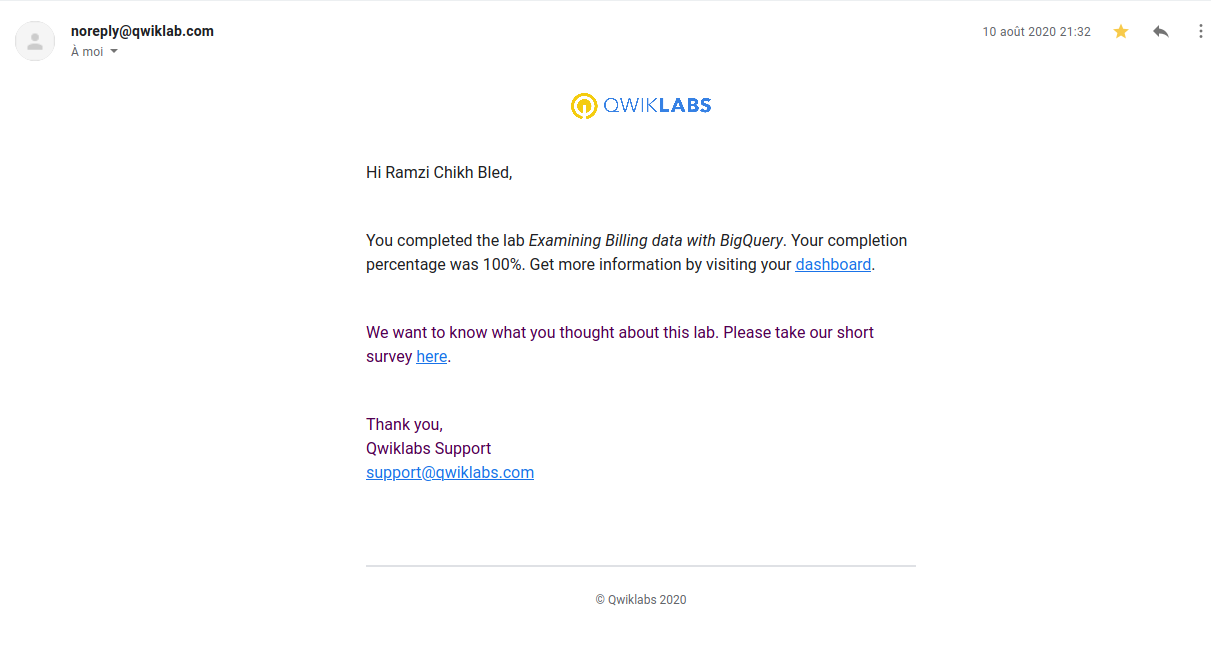 noreply@qwiklab.com
10 août 2020 21:32
À moi
QWIKLABS
Hi Ramzi Chikh Bled,
You completed the lab Examining Billing data with BigQuery. Your completion
percentage was 100%. Get more information by visiting your dashboard.
We want to know what you thought about this lab. Please take our short
survey here.
Thank you,
Qwiklabs Support
support@qwiklabs.com
© Qwiklabs 2020